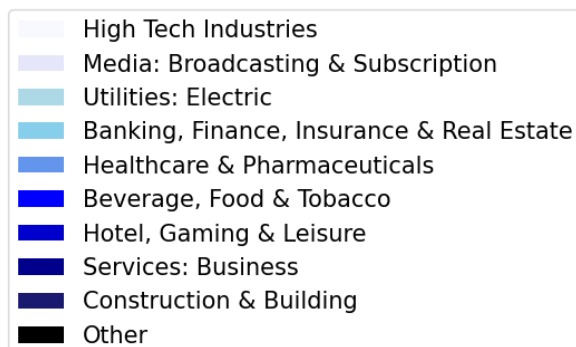 High Tech Industries
Media: Broadcasting & Subscription
Utilities: Electric
Banking, Finance, Insurance & Real Estate
Healthcare & Pharmaceuticals
Beverage, Food & Tobacco
Hotel, Gaming & Leisure
Services: Business
Construction & Building
Other